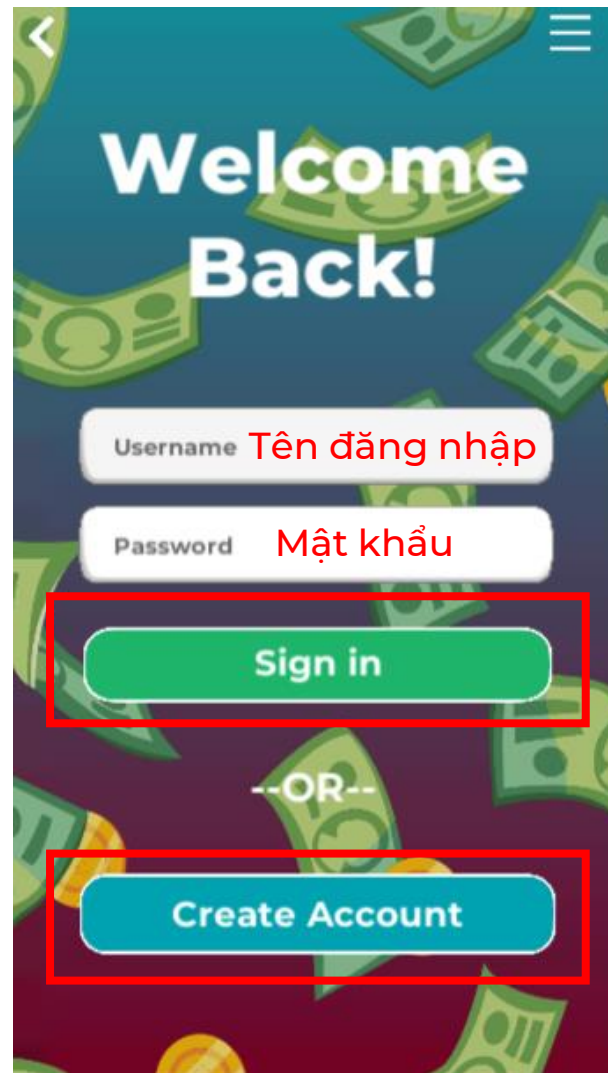 Welcome
Back!
Username Tên đăng nhập
Password Mật khẩu
Sign in
--OR--
Create Account